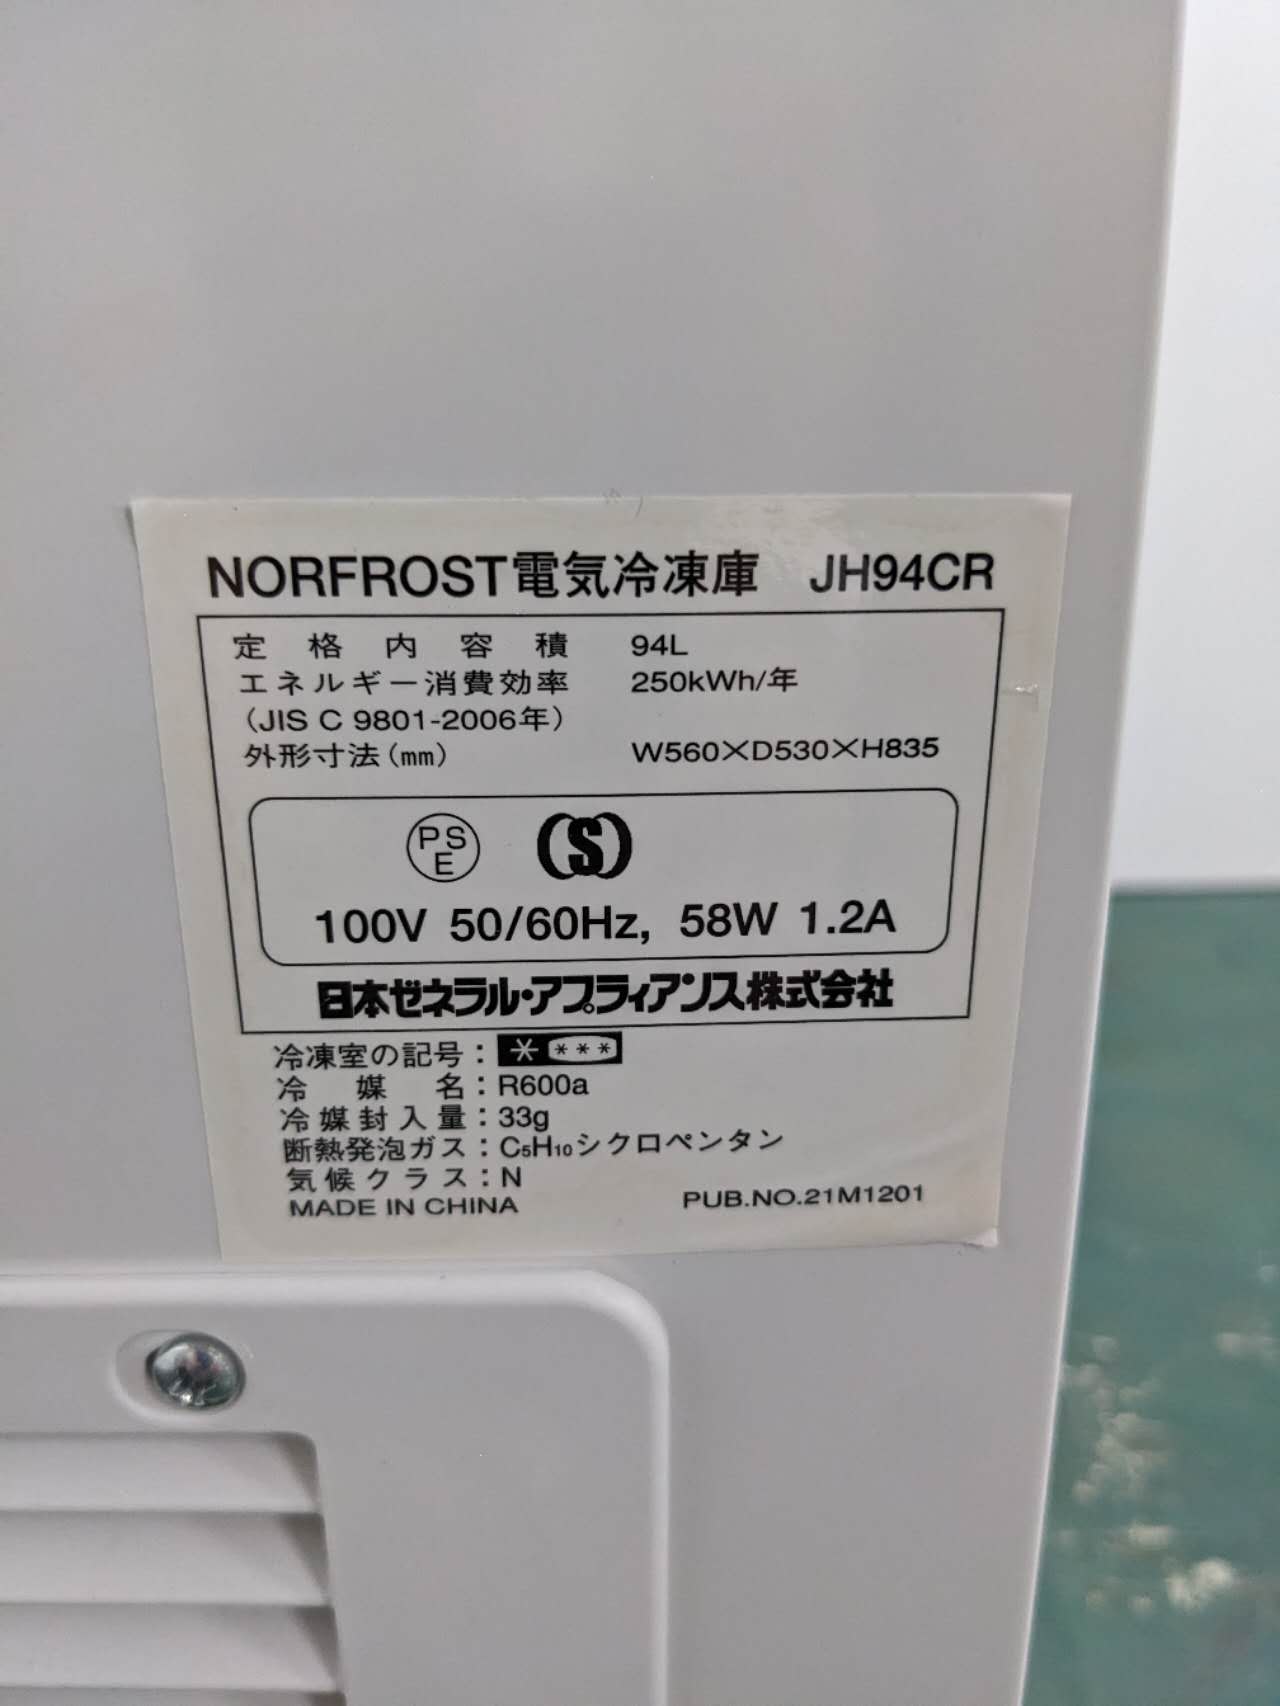 NORFROST電気冷凍庫 JH94CR
定格内容積 94L
エネルギー消費効率 250kWh/年
(JIS C 9801-2006年)
外形寸法(mm) W560×D530×H835
PS
E
(S)
100V 50/60Hz, 58W 1.2A
日本ゼネラル・アプライアンス株式会社
冷凍室の記号:* ***
冷媒名:R600a
冷媒封入量:33g
断熱発泡ガス:C₅H₁₀シクロペンタン
気候クラス:N
MADE IN CHINA PUB.NO.21M1201